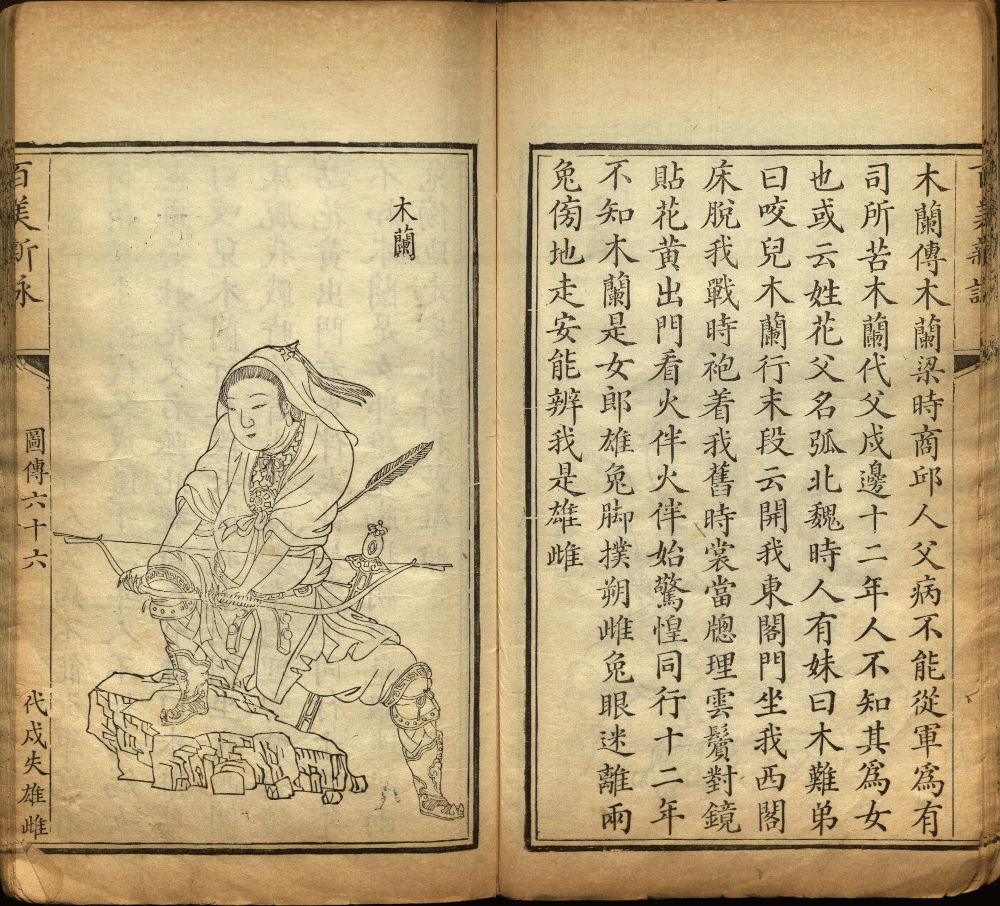 百美新詠
木蘭傳木蘭梁時商邱人父病不能從軍爲有
司所苦木蘭代父戍邊十二年人不知其爲女
也或云姓花父名弧北魏時人有妹曰木難弟
曰咬兒木蘭行末段云開我東閣門坐我西閣
床脫我戰時袍着我舊時裳當牕理雲鬢對鏡
貼花黄出門看火伴火伴始驚惶同行十二年
不知木蘭是女郎雄兔脚撲朔雌兔眼迷離兩
兔傍地走安能辨我是雄雌
木蘭
百美新詠
圖傳六十六
代戍失雄雌